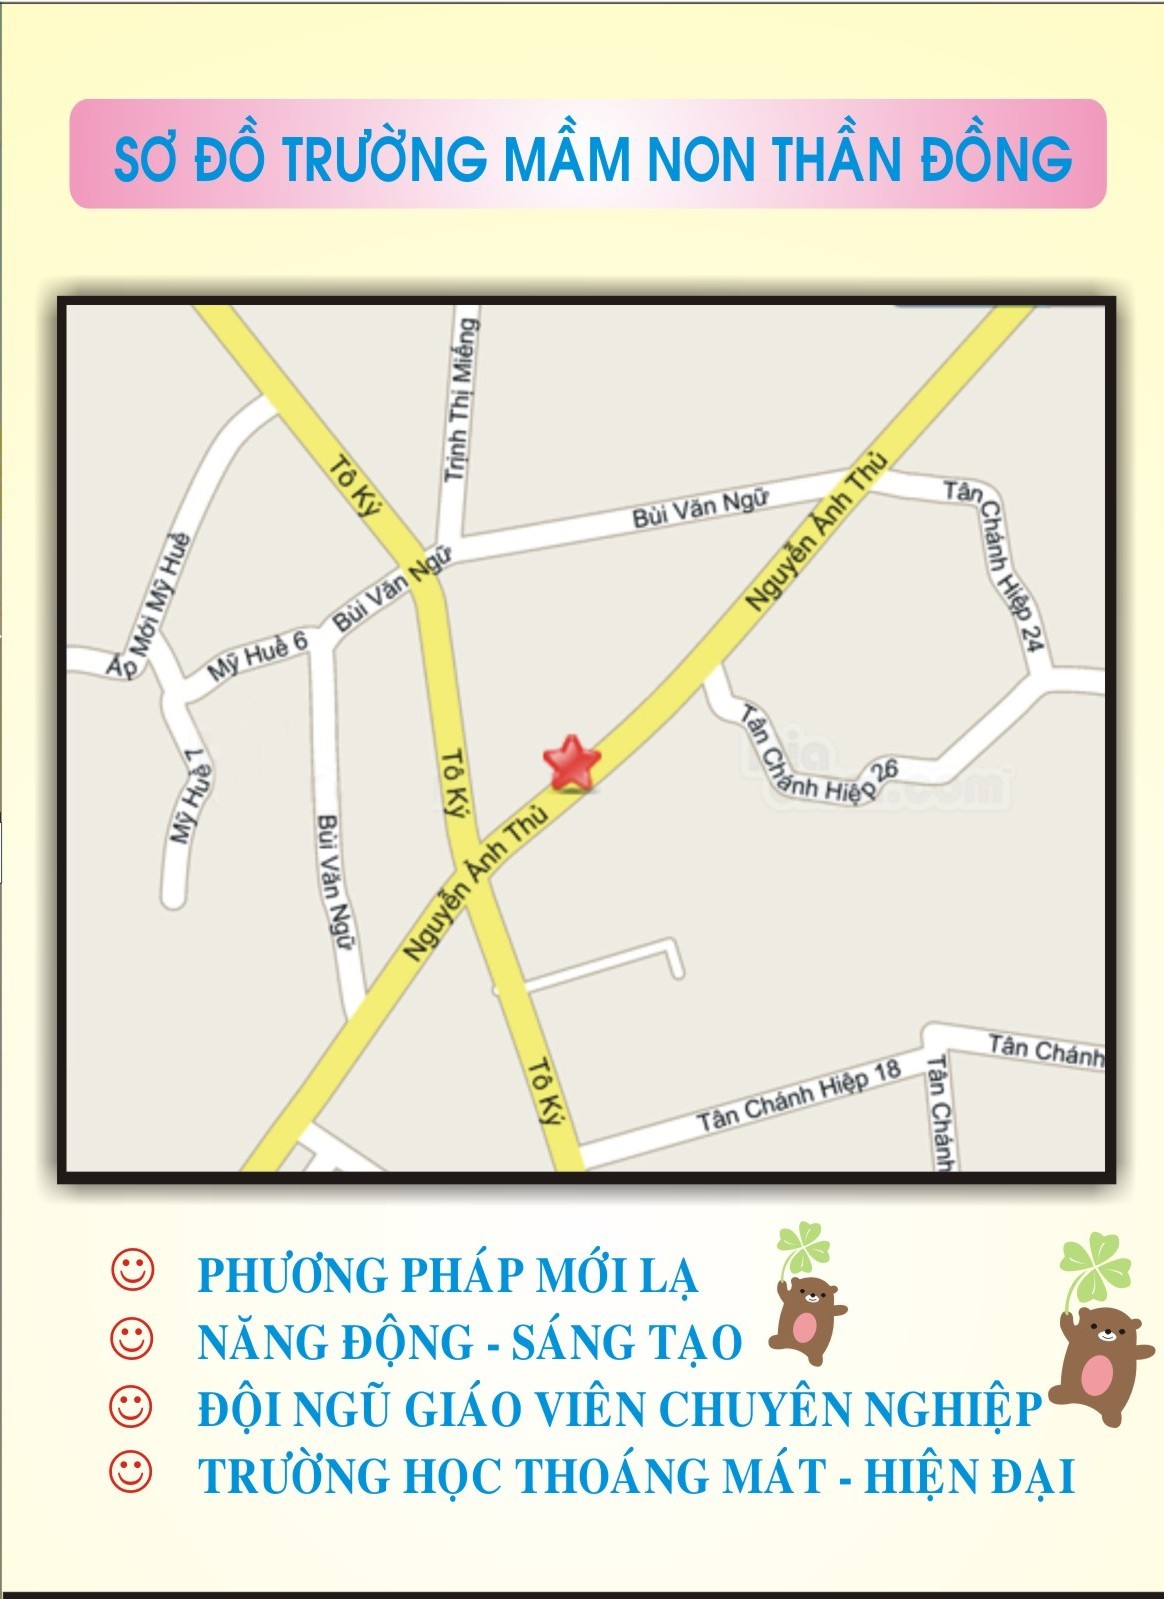 SƠ ĐỒ TRƯỜNG MẦM NON THẦN ĐỒNG
Trịnh Thị Miếng
Tô Ký
Bùi Văn Ngữ
Tân Chánh Hiệp 24
Nguyễn Ảnh Thủ
Ấp Mới Mỹ Huề
Bùi Văn Ngữ
Mỹ Huề 6
Mỹ Huề 7
Tô Ký
Tân Chánh Hiệp 26
.com
Bùi Văn Ngữ
Nguyễn Ảnh Thủ
Tô Ký
Tân Chánh Hiệp 18
Tân Chánh
Tân Chánh
PHƯƠNG PHÁP MỚI LẠ
NĂNG ĐỘNG - SÁNG TẠO
ĐỘI NGŨ GIÁO VIÊN CHUYÊN NGHIỆP
TRƯỜNG HỌC THOÁNG MÁT - HIỆN ĐẠI